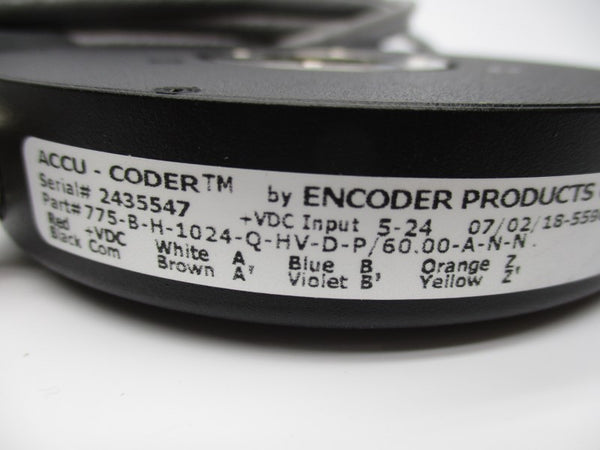 ACCU - CODER™ by ENCODER PRODUCTS
Serial# 2435547 +VDC Input 5-24 07/02/18-559
Part#775-B-H-1024-Q-HV-D-P/60.00-A-N-N.
Red +VDC White A Blue B Orange Z
Black Com Brown A' Violet B' Yellow Z'